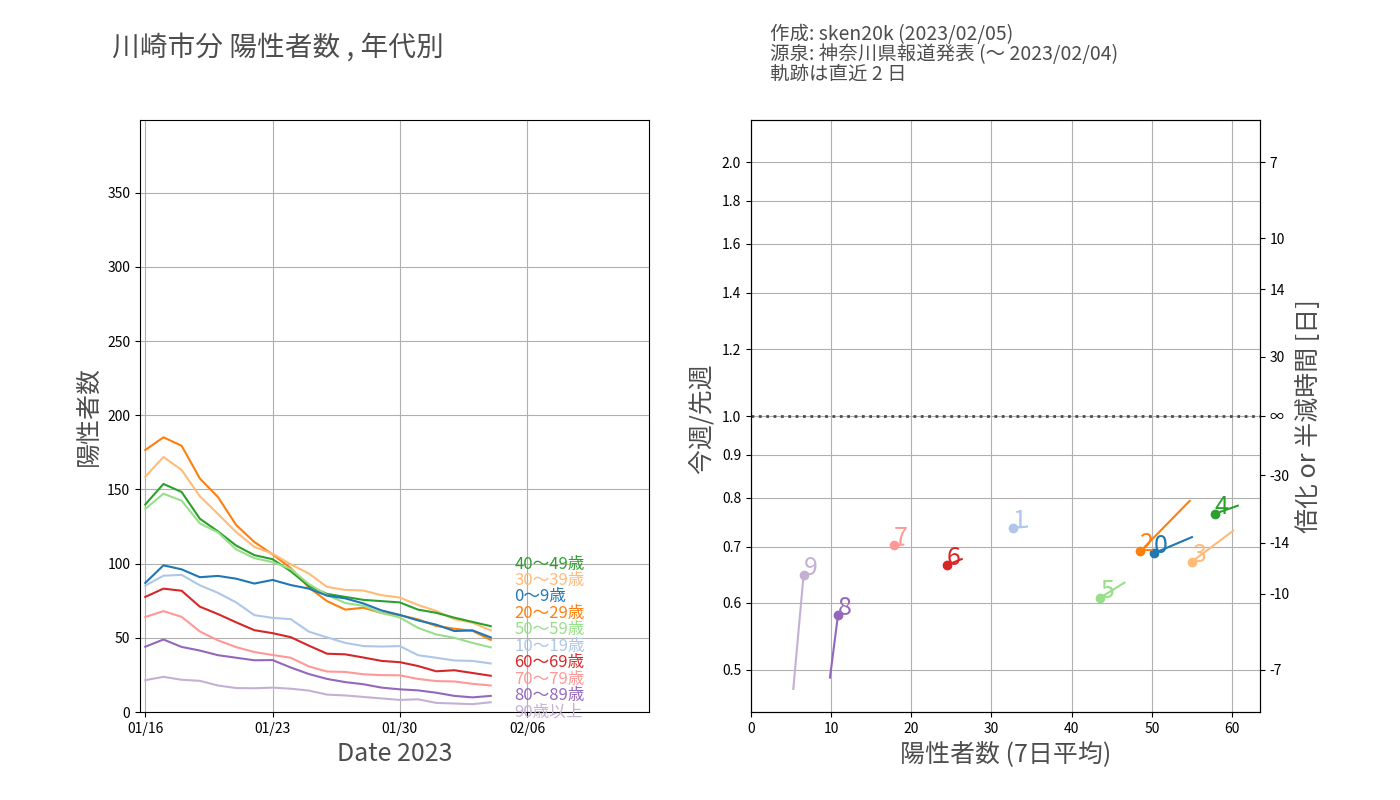 川崎市分 陽性者数 , 年代別
作成: sken20k (2023/02/05)
源泉: 神奈川県報道発表 (～ 2023/02/04)
軌跡は直近 2 日
陽性者数
350
300
250
200
150
100
50
0
01/16
01/23
01/30
02/06
Date 2023
40～49歳
30～39歳
0～9歳
20～29歳
50～59歳
10～19歳
60～69歳
70～79歳
80～89歳
90歳以上
今週/先週
2.0
1.8
1.6
1.4
1.2
1.0
0.9
0.8
0.7
0.6
0.5
9
8
7
6
1
5
2
0
3
4
0
10
20
30
40
50
60
陽性者数 (7日平均)
7
10
14
30
∞
-30
-14
-10
-7
倍化 or 半減時間 [日]